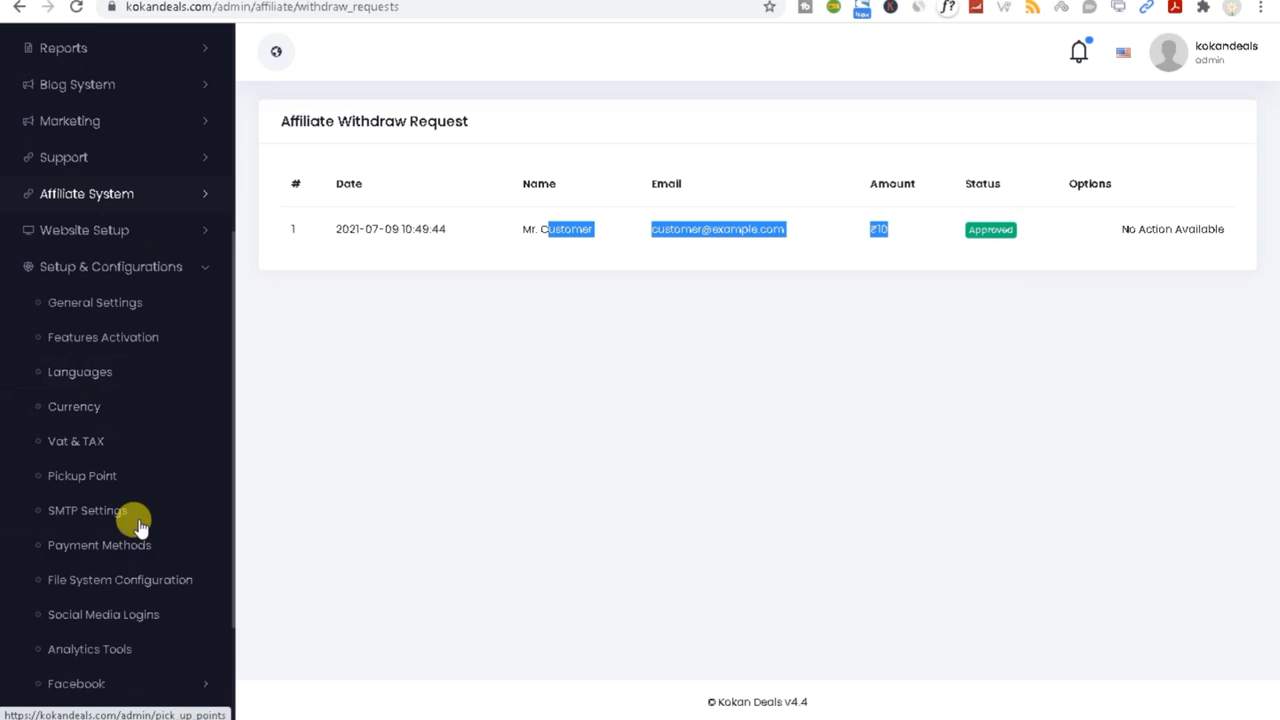 kokandeals.com/admin/affiliate/withdraw_requests
Reports
Blog System
Marketing
Support
Affiliate System
Website Setup
Setup & Configurations
General Settings
Features Activation
Languages
Currency
Vat & TAX
Pickup Point
SMTP Settings
Payment Methods
File System Configuration
Social Media Logins
Analytics Tools
Facebook
https://kokandeals.com/admin/pick_up_points
kokandeals
admin
Affiliate Withdraw Request
# Date Name Email Amount Status Options
1 2021-07-09 10:49:44 Mr. Customer customer@example.com ₹10 Approved No Action Available
© Kokan Deals v4.4